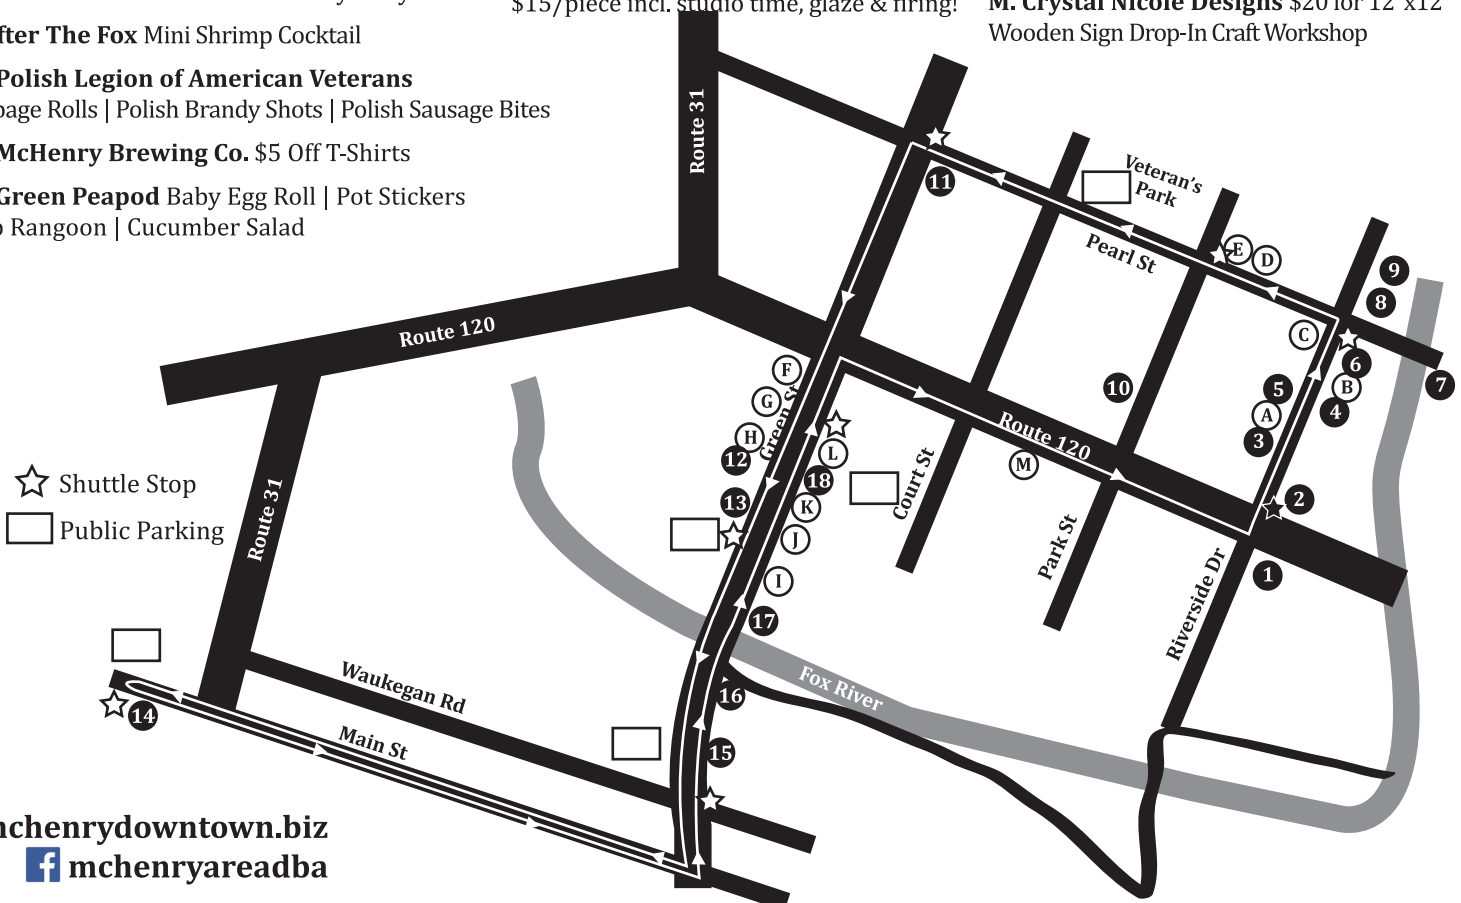 $15/piece incl. studio time, glaze & firing!
M. Crystal Nicole Designs $20 for 12"x12"
Wooden Sign Drop-In Craft Workshop
fter The Fox Mini Shrimp Cocktail
Polish Legion of American Veterans
bage Rolls | Polish Brandy Shots | Polish Sausage Bites
McHenry Brewing Co. $5 Off T-Shirts
Green Peapod Baby Egg Roll | Pot Stickers
Rangoon | Cucumber Salad
Route 31
11
Veteran's
Park
Pearl St
E
D
9
8
C
6
7
B
5
4
A
3
10
Route 120
Route 120
F
G
Green St
H
12
L
M
18
13
K
J
Court St
2
Shuttle Stop
Public Parking
Route 31
Park St
I
17
1
Riverside Dr
Fox River
16
Waukegan Rd
14
Main St
15
mchenrydowntown.biz
f mchenryareadba